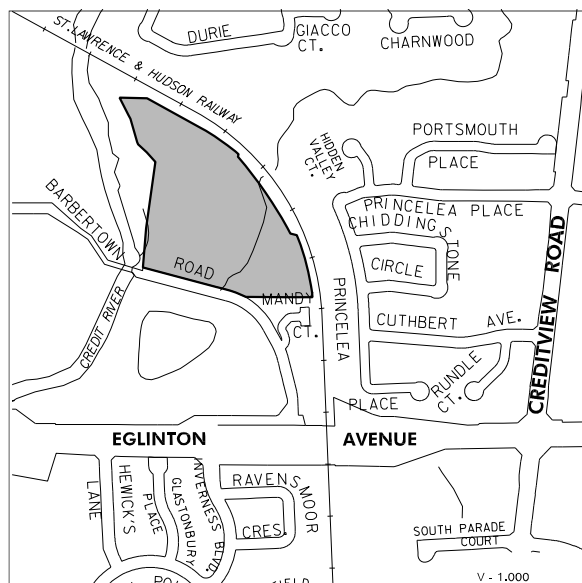 DURIE
GIACCO
CT.
CHARNWOOD
ST.LAWRENCE & HUDSON RAILWAY
HIDDEN
VALLEY
CT.
PORTSMOUTH
PLACE
BARBERTOWN
ROAD
PRINCELEA PLACE
CHIDDINGSTONE
CIRCLE
CREDITVIEW ROAD
CREDIT RIVER
MANDY
CT.
PRINCELEA
PLACE
CUTHBERT AVE.
RUNDLE
CT.
EGLINTON AVENUE
LANE
HEWICK'S
PLACE
GLASTONBURY
INVERNESS BLVD.
RAVENSMOOR
CRES.
SOUTH PARADE
COURT
V - 1.000